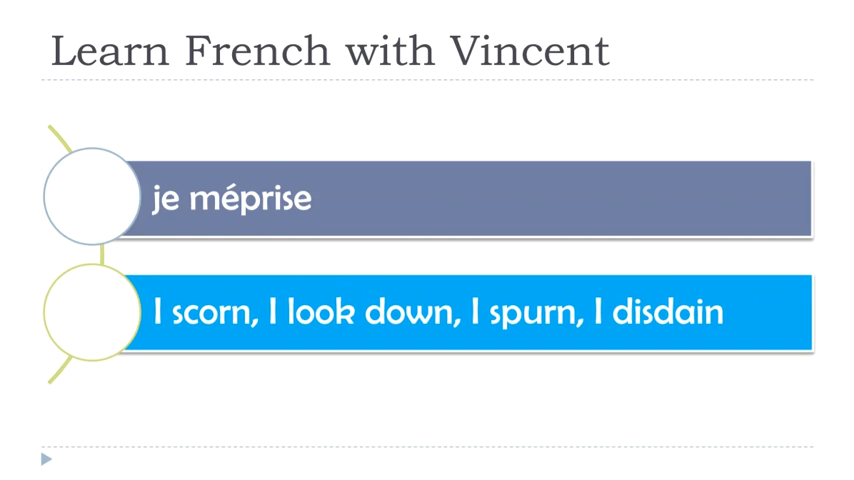 Learn French with Vincent
je méprise
I scorn, I look down, I spurn, I disdain